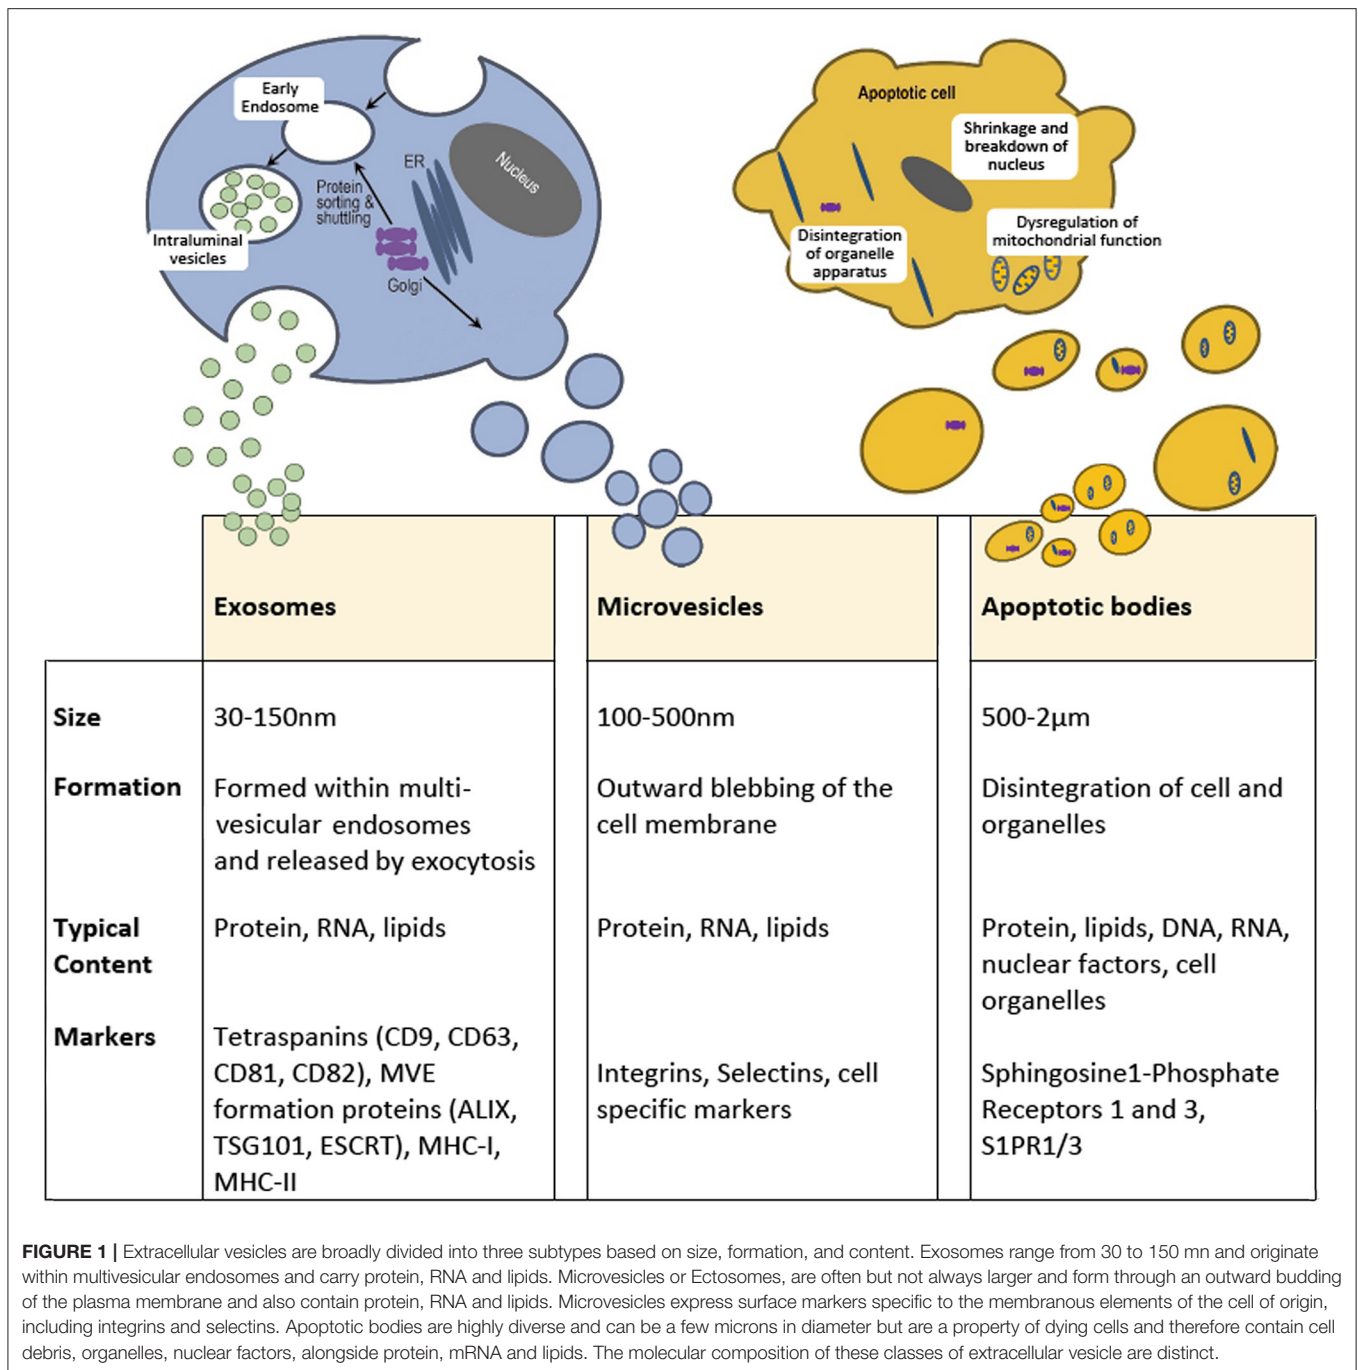 Early
Endosome
ER
Nucleus
Protein
sorting &
shuttling
Intraluminal
vesicles
Golgi
Apoptotic cell
Shrinkage and
breakdown of
nucleus
Dysregulation of
mitochondrial function
Disintegration
of organelle
apparatus
Exosomes
Microvesicles
Apoptotic bodies
Size
30-150nm
100-500nm
500-2µm
Formation
Formed within multi-
vesicular endosomes
and released by exocytosis
Outward blebbing of the
cell membrane
Disintegration of cell and
organelles
Typical
Content
Protein, RNA, lipids
Protein, RNA, lipids
Protein, lipids, DNA, RNA,
nuclear factors, cell
organelles
Markers
Tetraspanins (CD9, CD63,
CD81, CD82), MVE
formation proteins (ALIX,
TSG101, ESCRT), MHC-I,
MHC-II
Integrins, Selectins, cell
specific markers
Sphingosine1-Phosphate
Receptors 1 and 3,
S1PR1/3
FIGURE 1 | Extracellular vesicles are broadly divided into three subtypes based on size, formation, and content. Exosomes range from 30 to 150 mn and originate
within multivesicular endosomes and carry protein, RNA and lipids. Microvesicles or Ectosomes, are often but not always larger and form through an outward budding
of the plasma membrane and also contain protein, RNA and lipids. Microvesicles express surface markers specific to the membranous elements of the cell of origin,
including integrins and selectins. Apoptotic bodies are highly diverse and can be a few microns in diameter but are a property of dying cells and therefore contain cell
debris, organelles, nuclear factors, alongside protein, mRNA and lipids. The molecular composition of these classes of extracellular vesicle are distinct.